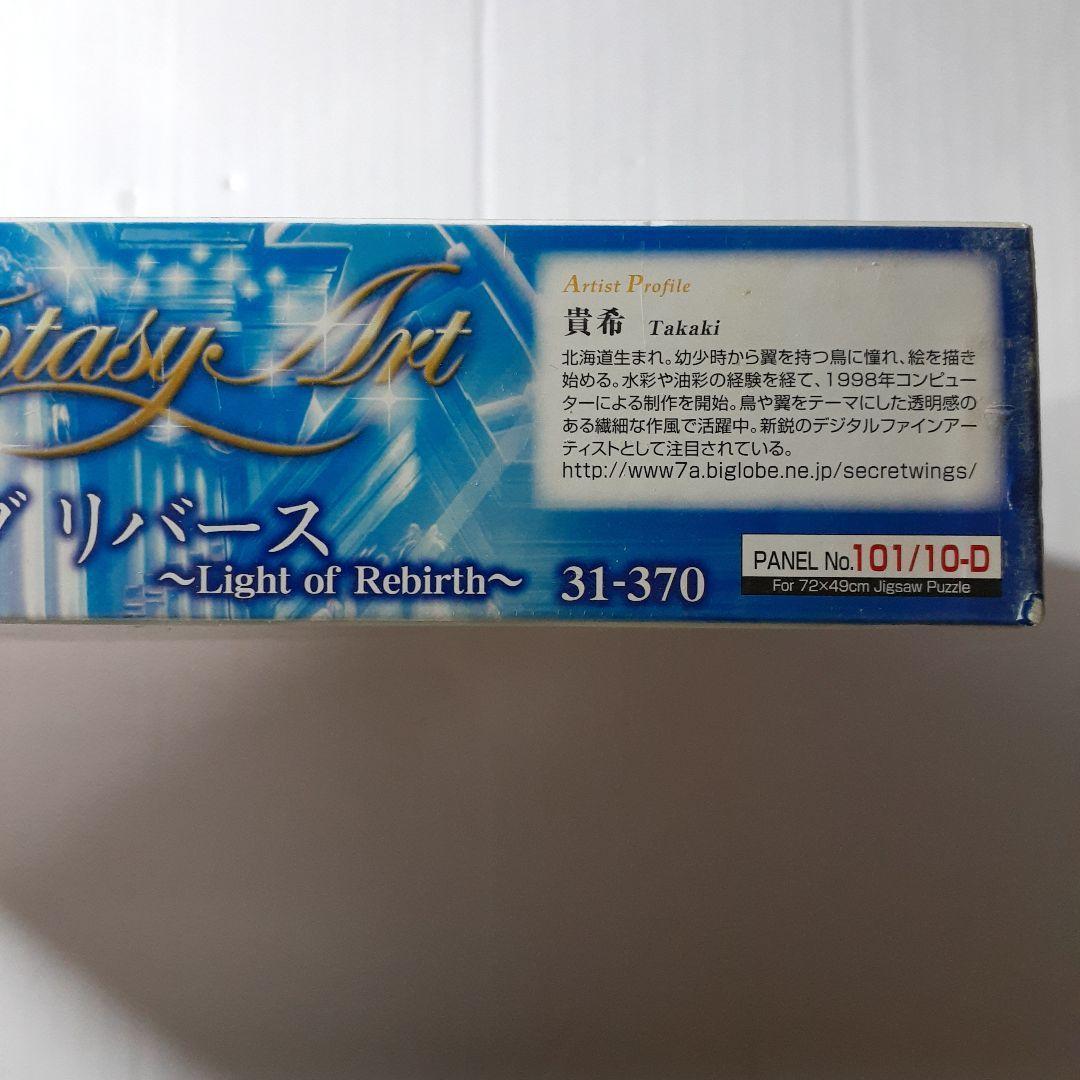 ntasy Art
グ リバース
～Light of Rebirth～ 31-370
Artist Profile
貴希 Takaki
北海道生まれ。幼少時から翼を持つ鳥に憧れ、絵を描き
始める。水彩や油彩の経験を経て、1998年コンピュー
ターによる制作を開始。鳥や翼をテーマにした透明感の
ある繊細な作風で活躍中。新鋭のデジタルファインアー
ティストとして注目されている。
http://www7a.biglobe.ne.jp/secretwings/
PANEL No.101/10-D
For 72×49cm Jigsaw Puzzle